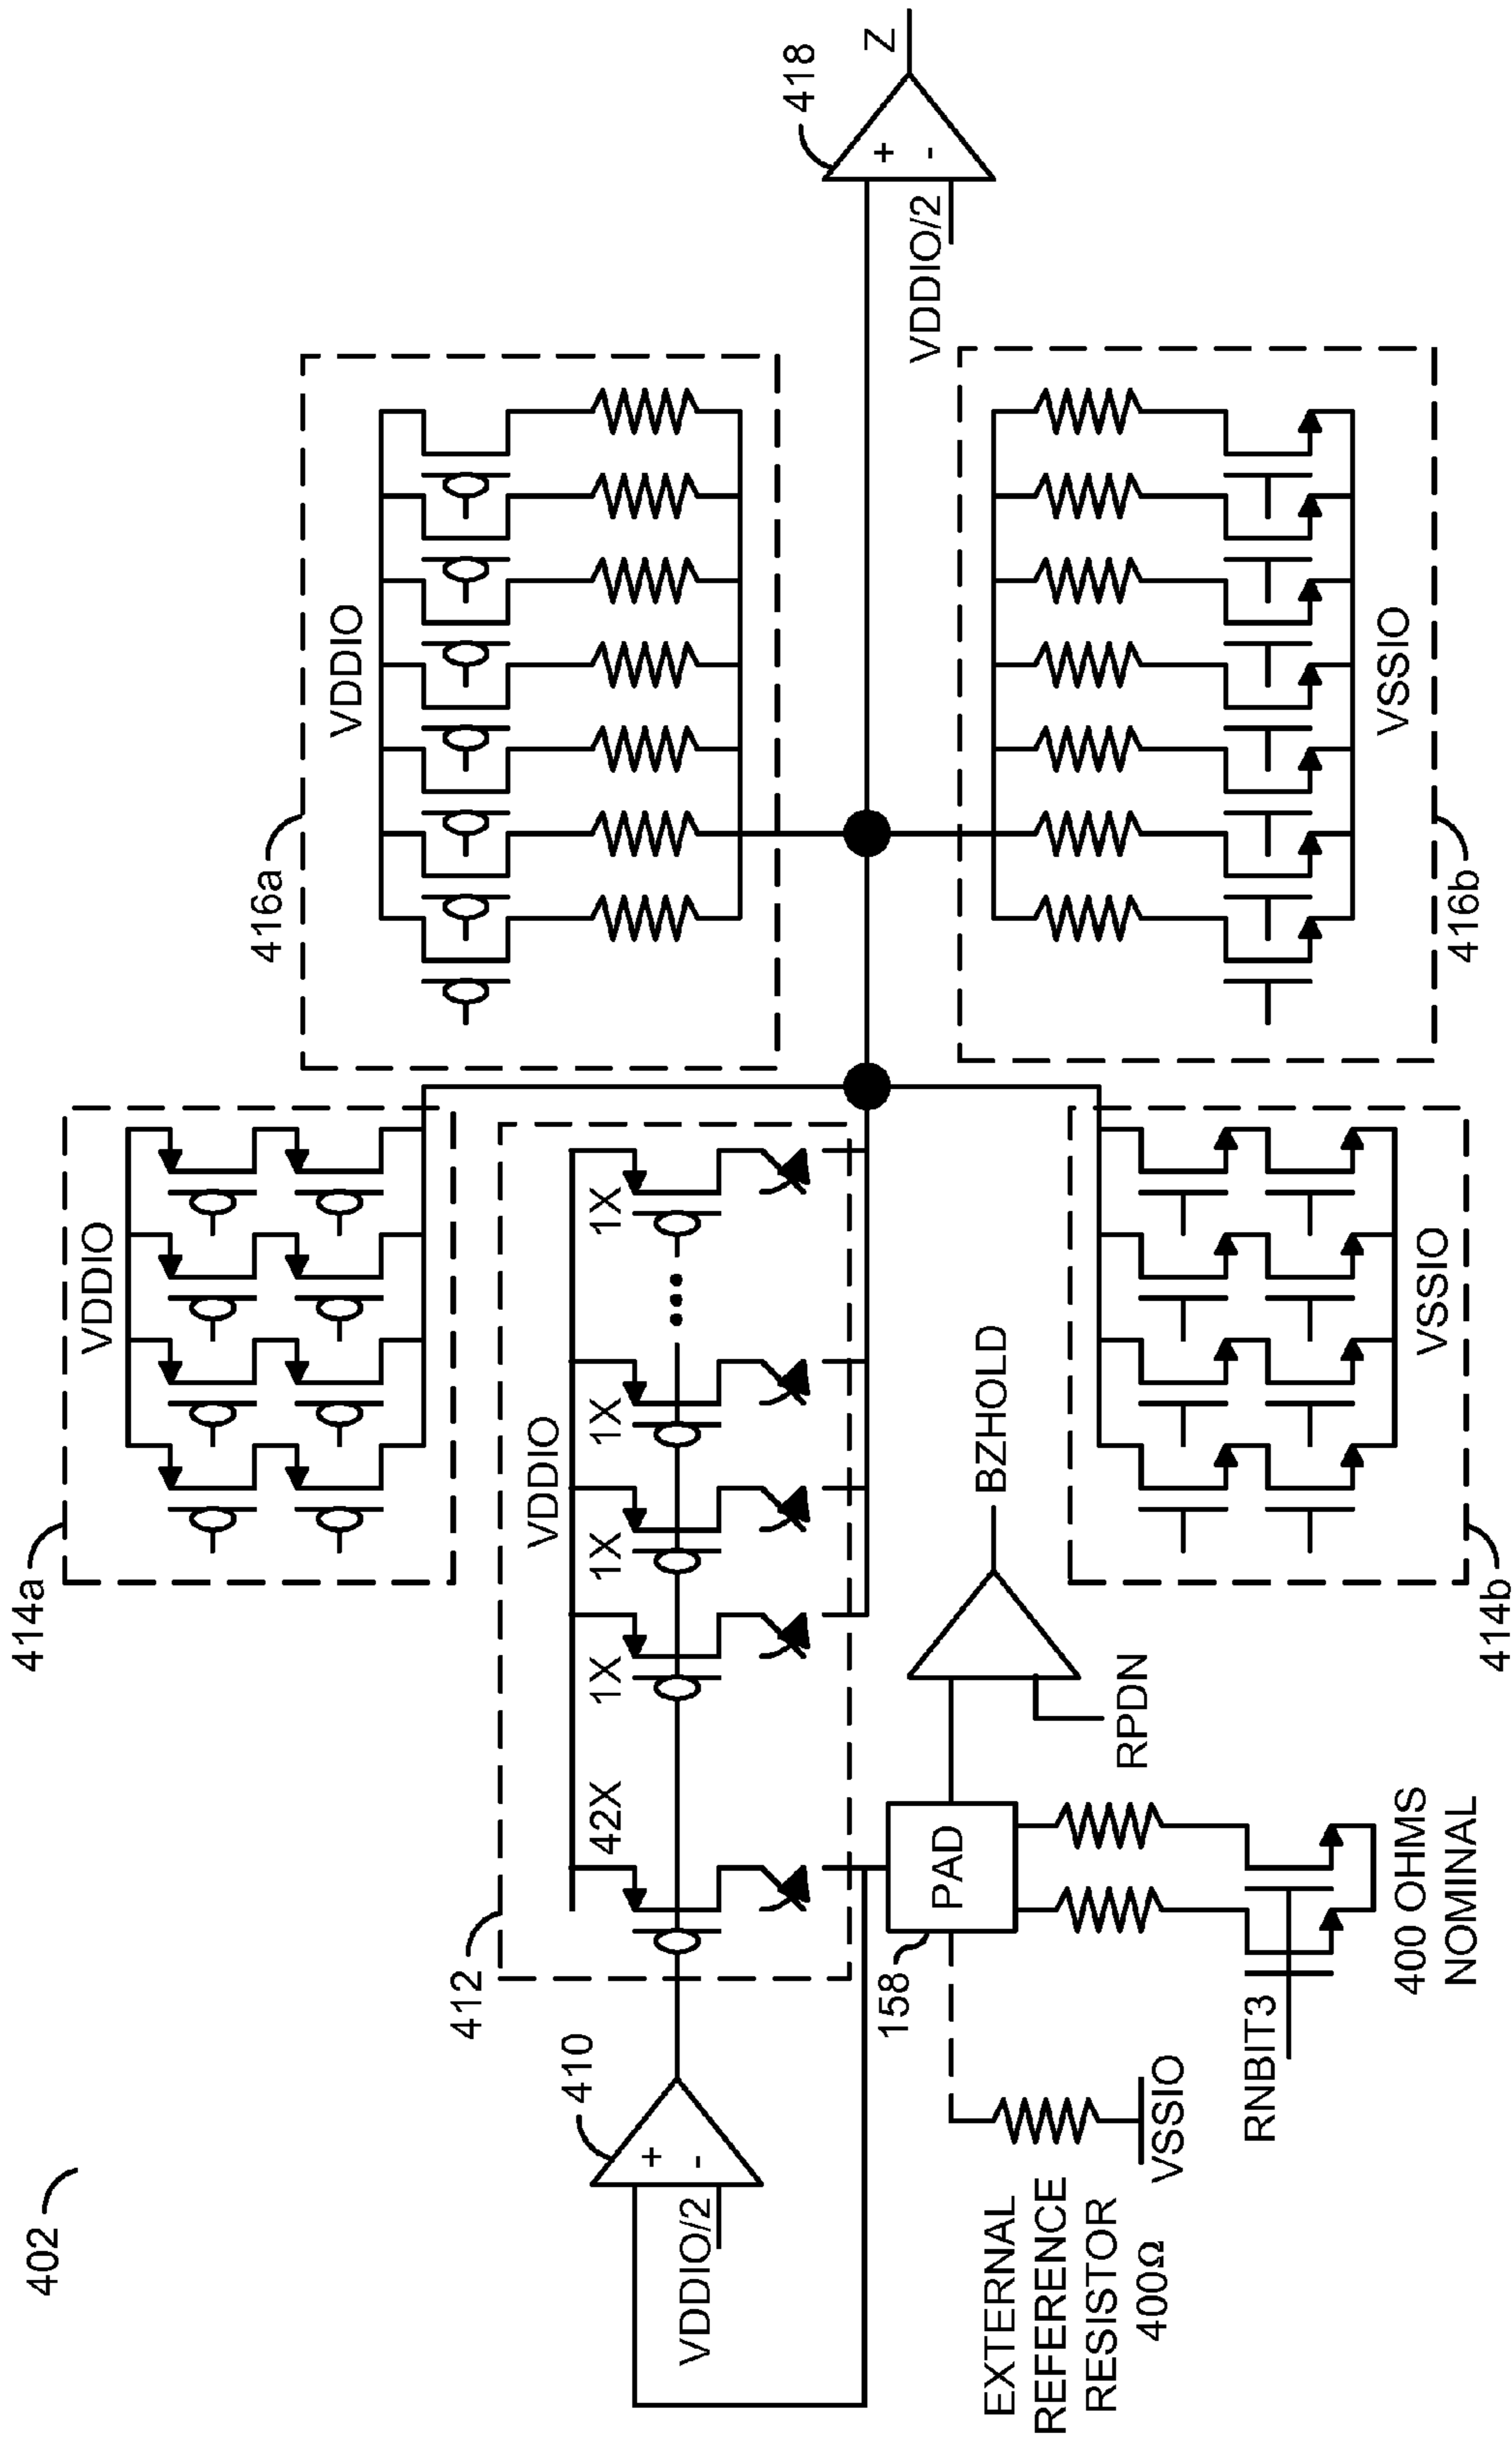 402
414a
VDDIO
416a
VDDIO
412
VDDIO
42X
1X
1X
1X
1X
410
+
-
VDDIO/2
418
+
-
Z
VDDIO/2
158
PAD
BZHOLD
RPDN
EXTERNAL
REFERENCE
RESISTOR
400Ω
VSSIO
RNBIT3
400 OHMS
NOMINAL
VSSIO
414b
VSSIO
416b